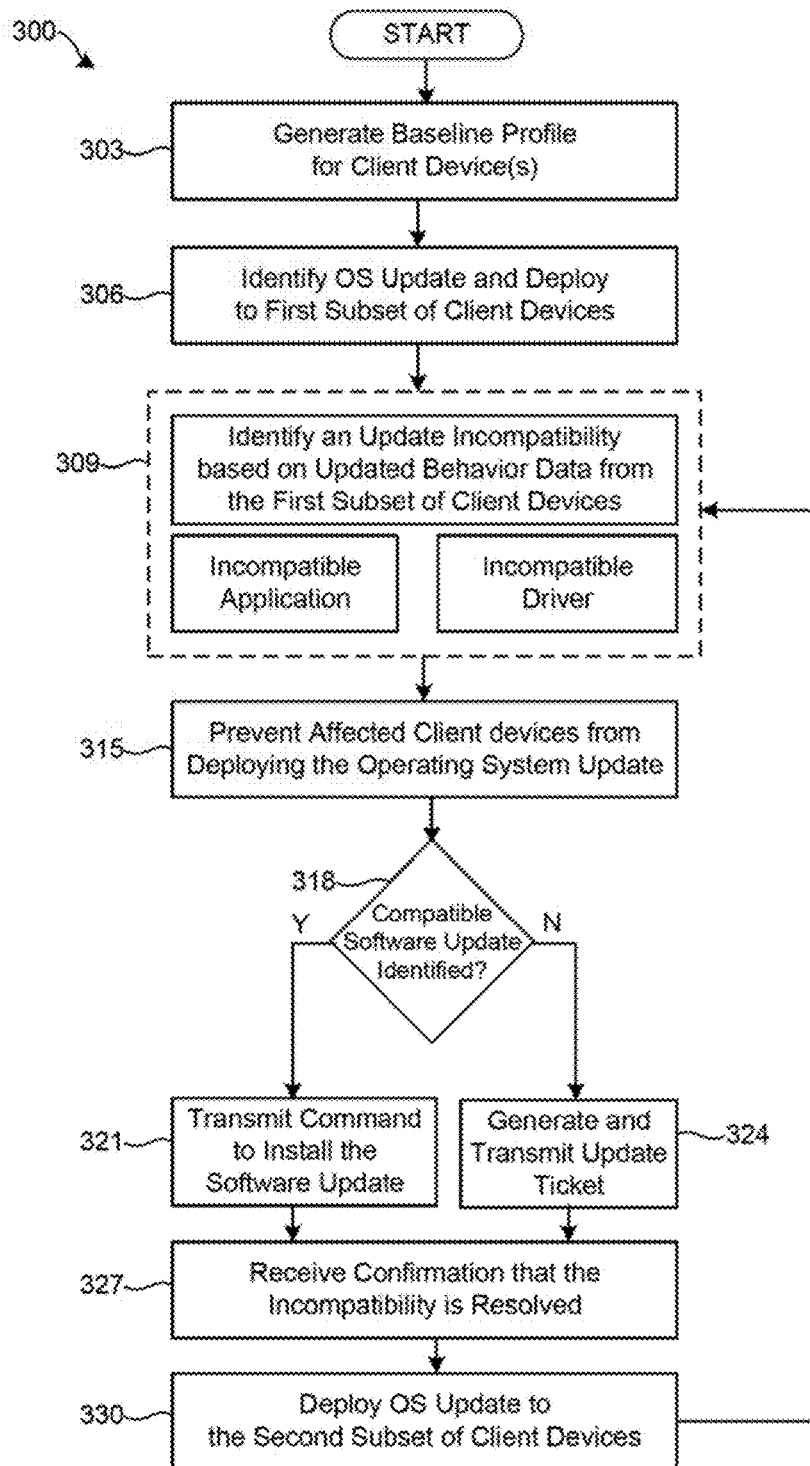 300
START
303
Generate Baseline Profile
for Client Device(s)
306
Identify OS Update and Deploy
to First Subset of Client Devices
309
Identify an Update Incompatibility
based on Updated Behavior Data from
the First Subset of Client Devices
Incompatible
Application
Incompatible
Driver
315
Prevent Affected Client devices from
Deploying the Operating System Update
318
Y
N
Compatible
Software Update
Identified?
321
Transmit Command
to Install the
Software Update
Generate and
Transmit Update
Ticket
324
327
Receive Confirmation that the
Incompatibility is Resolved
330
Deploy OS Update to
the Second Subset of Client Devices